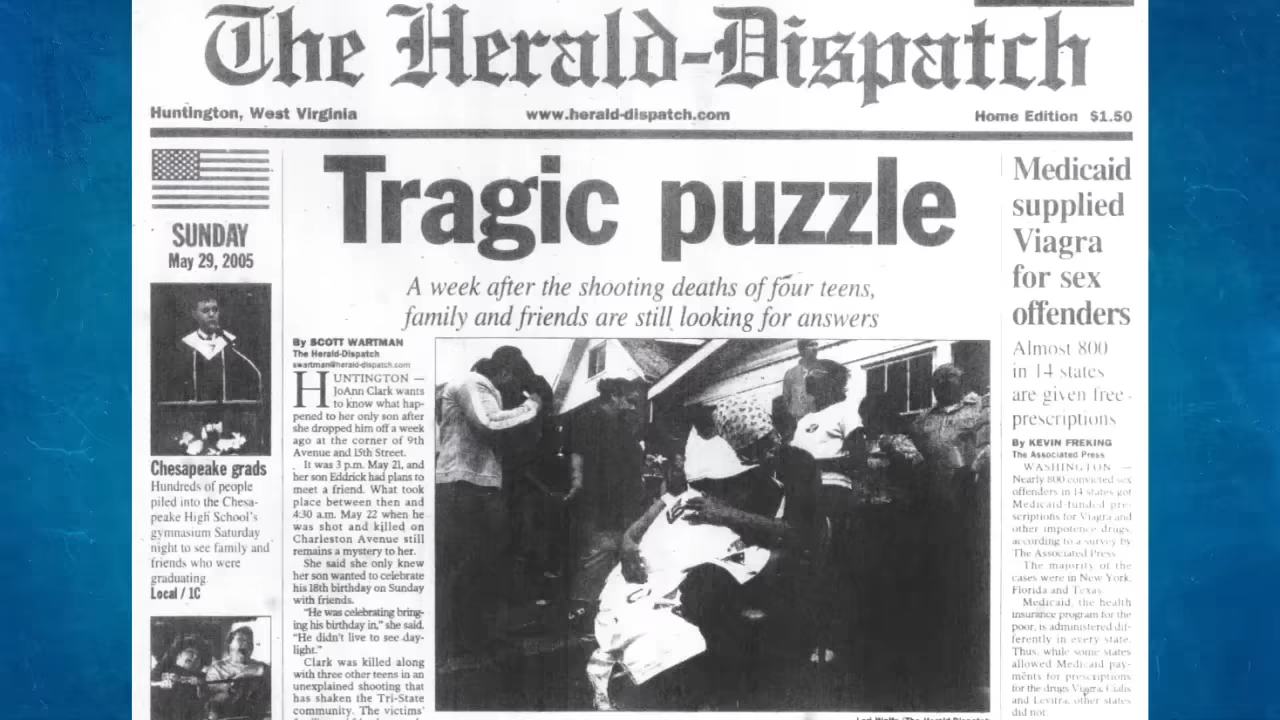 The Herald-Dispatch
Huntington, West Virginia
www.herald-dispatch.com
Home Edition $1.50
SUNDAY
May 29, 2005
Chesapeake grads
Hundreds of people
piled into the Chesa-
peake High School's
gymnasium Saturday
night to see family and
friends who were
graduating.
Local / 1C
Tragic puzzle
A week after the shooting deaths of four teens,
family and friends are still looking for answers
By SCOTT WARTMAN
The Herald-Dispatch
swartman@herald-dispatch.com
HUNTINGTON —
JoAnn Clark wants
to know what hap-
pened to her only son after
she dropped him off a week
ago at the corner of 9th
Avenue and 15th Street.
It was 3 p.m. May 21, and
her son Eddrick had plans to
meet a friend. What took
place between then and
4:30 a.m. May 22 when he
was shot and killed on
Charleston Avenue still
remains a mystery to her.
She said she only knew
her son wanted to celebrate
his 18th birthday on Sunday
with friends.
"He was celebrating bring-
ing his birthday in," she said.
"He didn't live to see day-
light."
Clark was killed along
with three other teens in an
unexplained shooting that
has shaken the Tri-State
community. The victims'
Medicaid
supplied
Viagra
for sex
offenders
Almost 800
in 14 states
are given free
prescriptions
By KEVIN FREKING
The Associated Press
WASHINGTON —
Nearly 800 convicted sex
offenders in 14 states got
Medicaid-funded pre-
scriptions for Viagra and
other impotence drugs,
according to a survey by
The Associated Press.
The majority of the
cases were in New York,
Florida and Texas.
Medicaid, the health
insurance program for the
poor, is administered dif-
ferently in every state.
Thus, while some states
allowed Medicaid pay-
ments for prescriptions
for the drugs Viagra, Cialis
and Levitra, other states
did not.